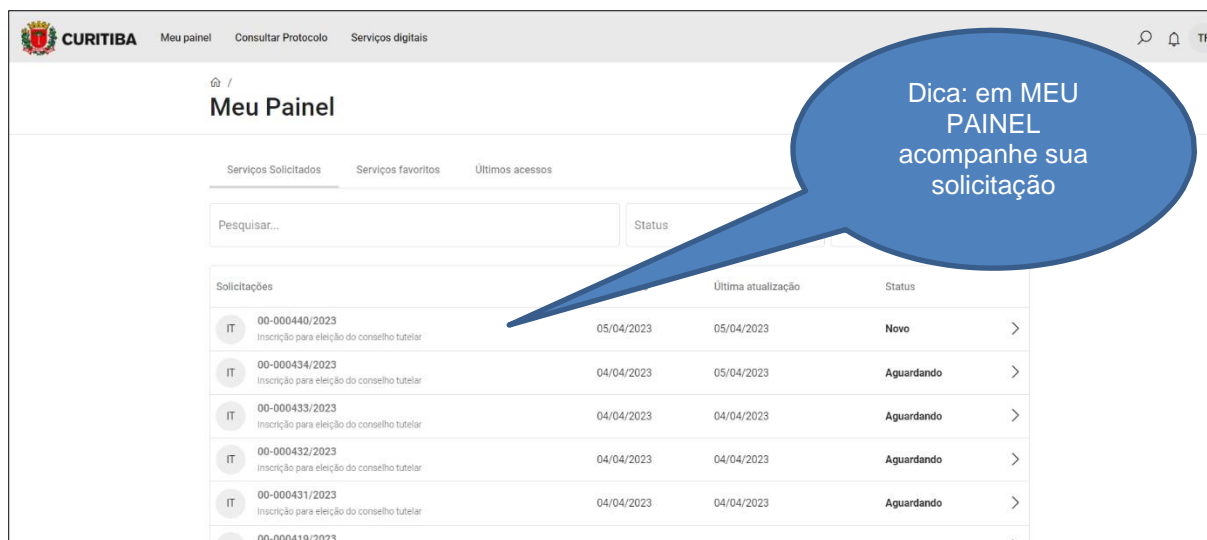 CURITIBA Meu painel Consultar Protocolo Serviços digitais
/
Meu Painel
Dica: em MEU
PAINEL
acompanhe sua
solicitação
Serviços Solicitados Serviços favoritos Últimos acessos
Pesquisar... Status
Solicitações Última atualização Status
IT 00-000440/2023 05/04/2023 05/04/2023 Novo
Inscrição para eleição do conselho tutelar
IT 00-000434/2023 04/04/2023 05/04/2023 Aguardando
Inscrição para eleição do conselho tutelar
IT 00-000433/2023 04/04/2023 04/04/2023 Aguardando
Inscrição para eleição do conselho tutelar
IT 00-000432/2023 04/04/2023 04/04/2023 Aguardando
Inscrição para eleição do conselho tutelar
IT 00-000431/2023 04/04/2023 04/04/2023 Aguardando
Inscrição para eleição do conselho tutelar
00-000419/2023